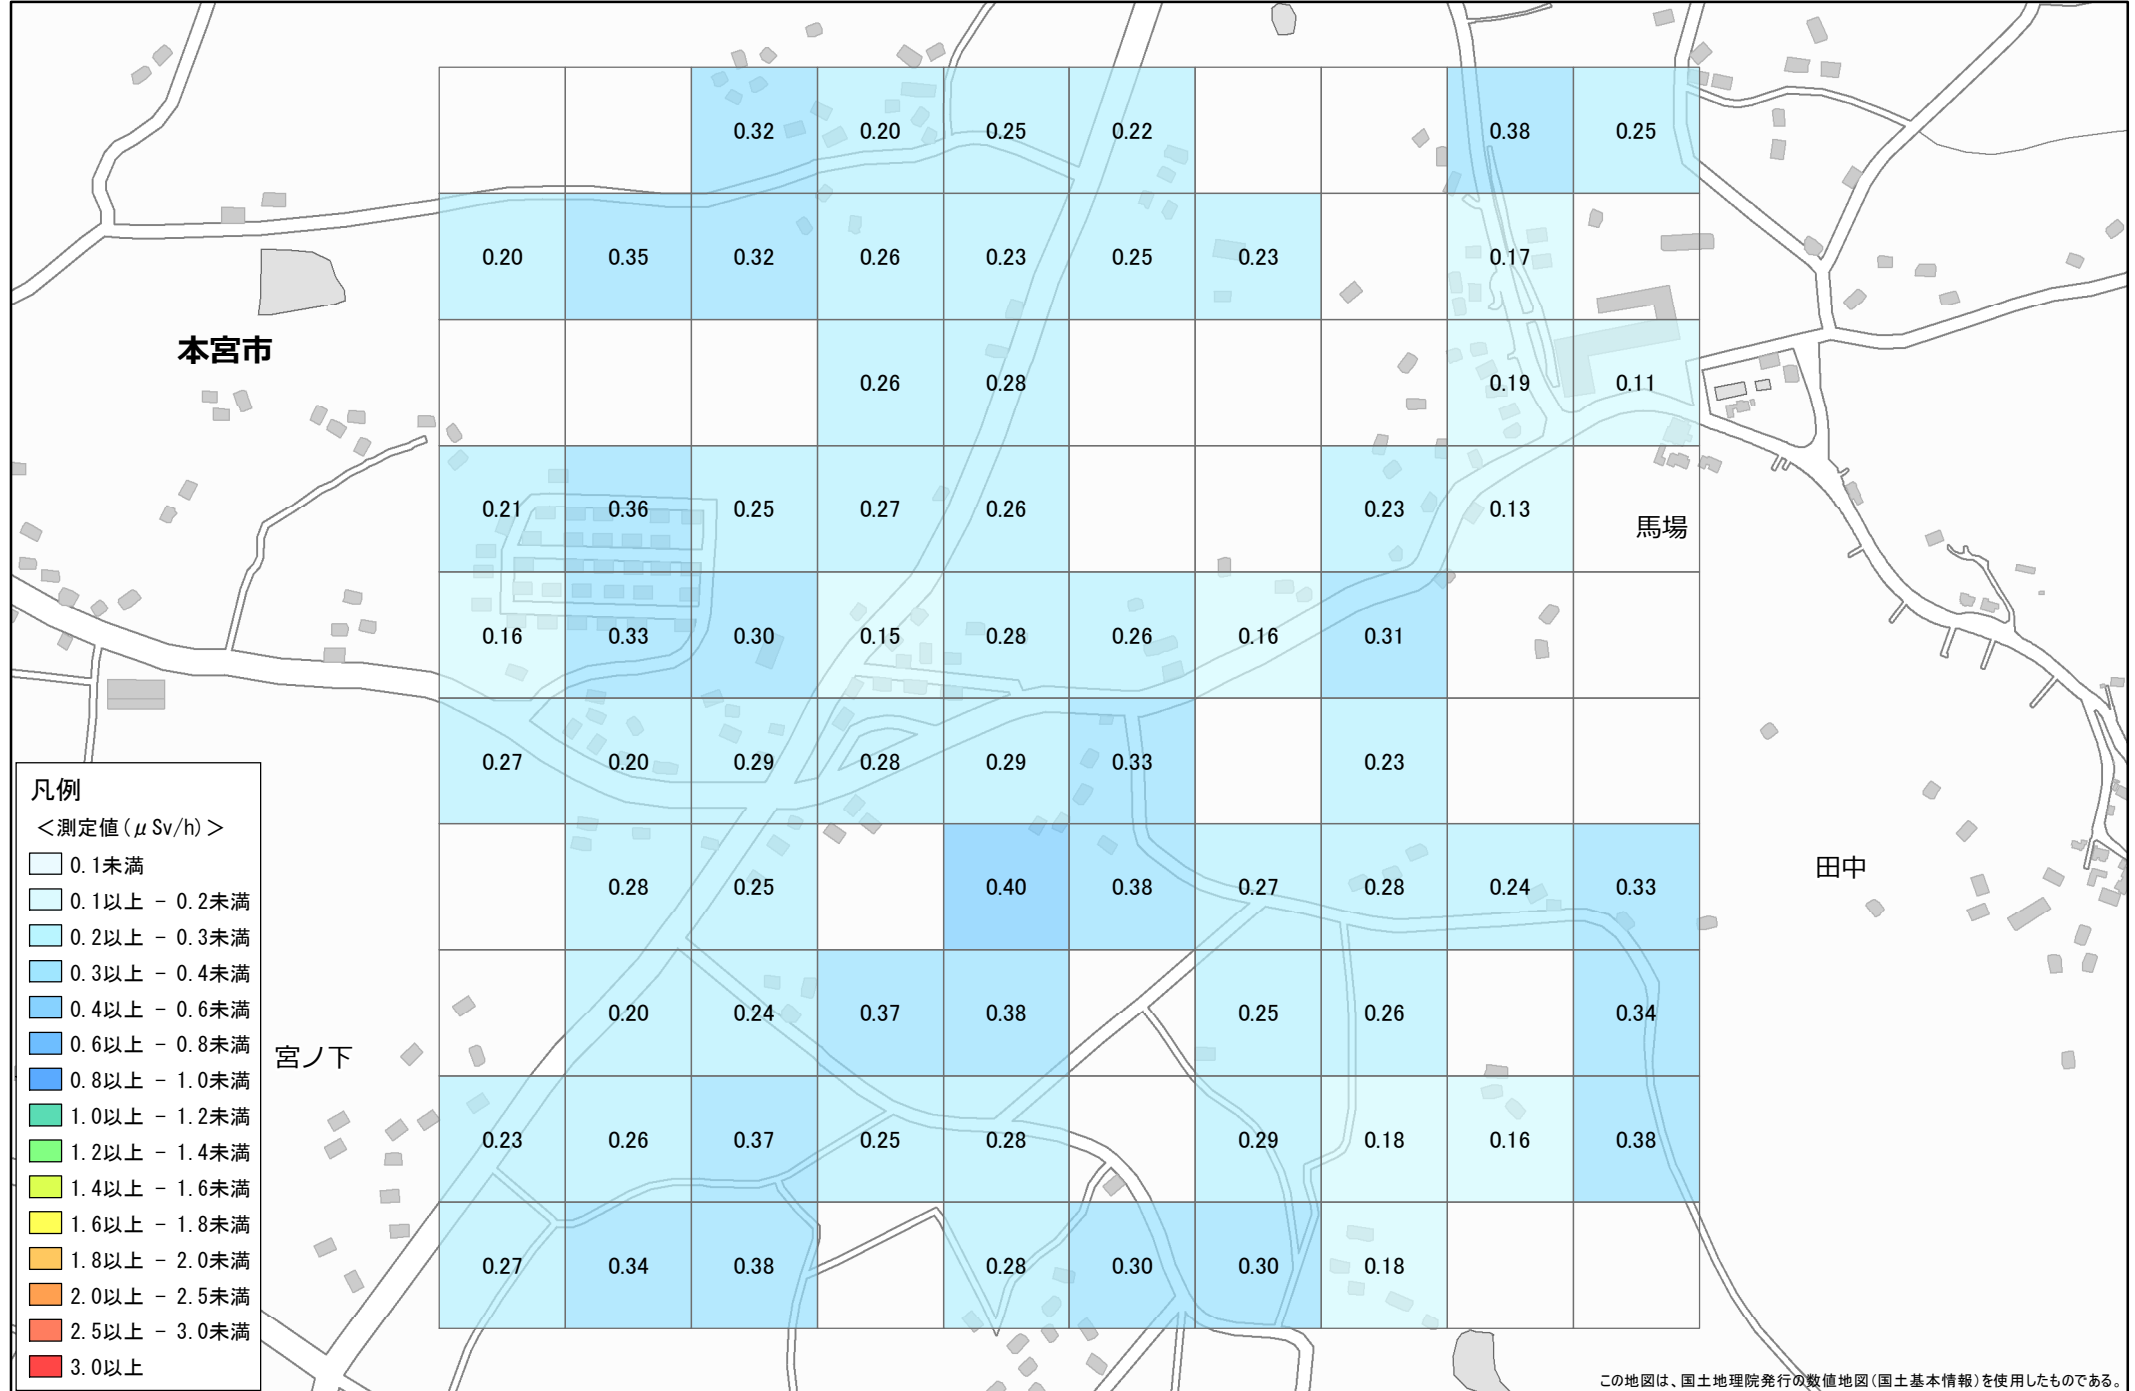 0.32 0.20 0.25 0.22 0.38 0.25
0.20 0.35 0.32 0.26 0.23 0.25 0.23 0.17
本宮市
0.26 0.28 0.19 0.11
0.21 0.36 0.25 0.27 0.26 0.23 0.13
馬場
0.16 0.33 0.30 0.15 0.28 0.26 0.16 0.31
0.27 0.20 0.29 0.28 0.29 0.33 0.23
0.28 0.25 0.40 0.38 0.27 0.28 0.24 0.33
田中
0.20 0.24 0.37 0.38 0.25 0.26 0.34
宮ノ下
0.23 0.26 0.37 0.25 0.28 0.29 0.18 0.16 0.38
0.27 0.34 0.38 0.28 0.30 0.30 0.18
凡例
＜測定値(μSv/h)＞
0.1未満
0.1以上 － 0.2未満
0.2以上 － 0.3未満
0.3以上 － 0.4未満
0.4以上 － 0.6未満
0.6以上 － 0.8未満
0.8以上 － 1.0未満
1.0以上 － 1.2未満
1.2以上 － 1.4未満
1.4以上 － 1.6未満
1.6以上 － 1.8未満
1.8以上 － 2.0未満
2.0以上 － 2.5未満
2.5以上 － 3.0未満
3.0以上
この地図は、国土地理院発行の数値地図(国土基本情報)を使用したものである。